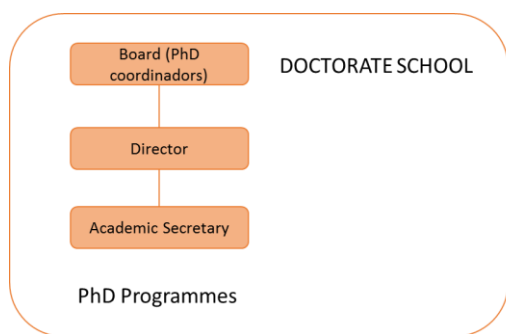 Board (PhD
coordinadors)
DOCTORATE SCHOOL
Director
Academic Secretary
PhD Programmes